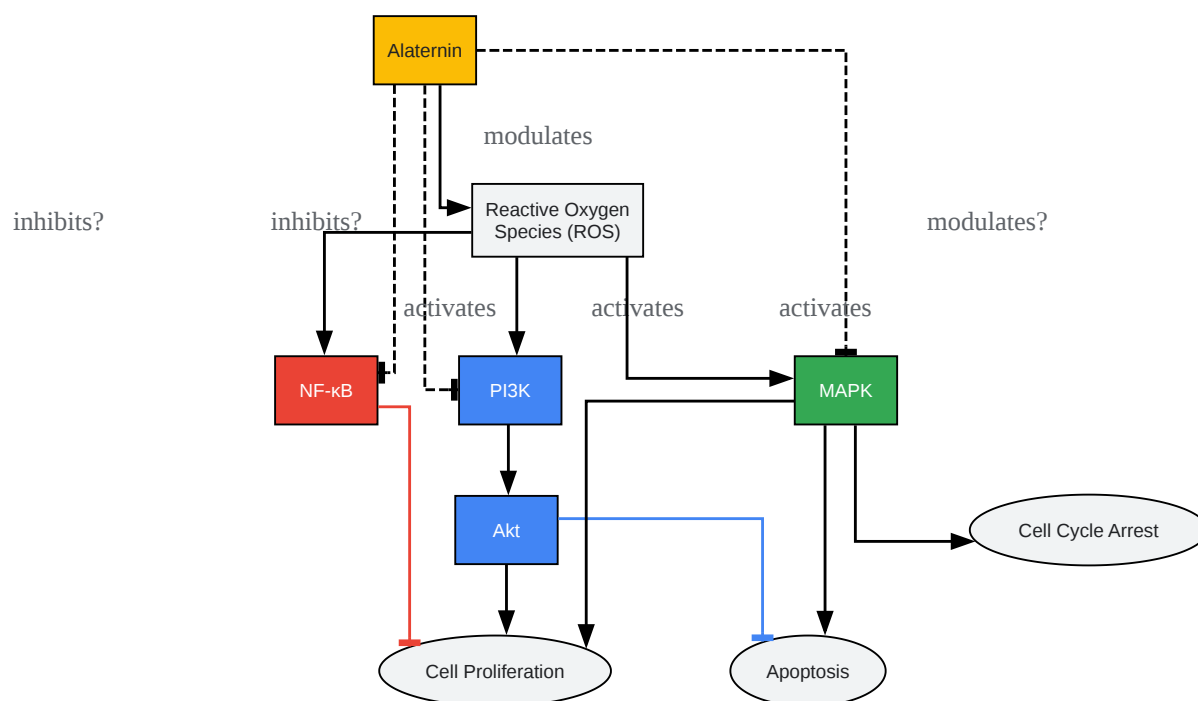 Alaternin
modulates
Reactive Oxygen
Species (ROS)
inhibits?
inhibits?
modulates?
activates
activates
activates
NF-κB
PI3K
MAPK
Akt
Cell Cycle Arrest
Cell Proliferation
Apoptosis